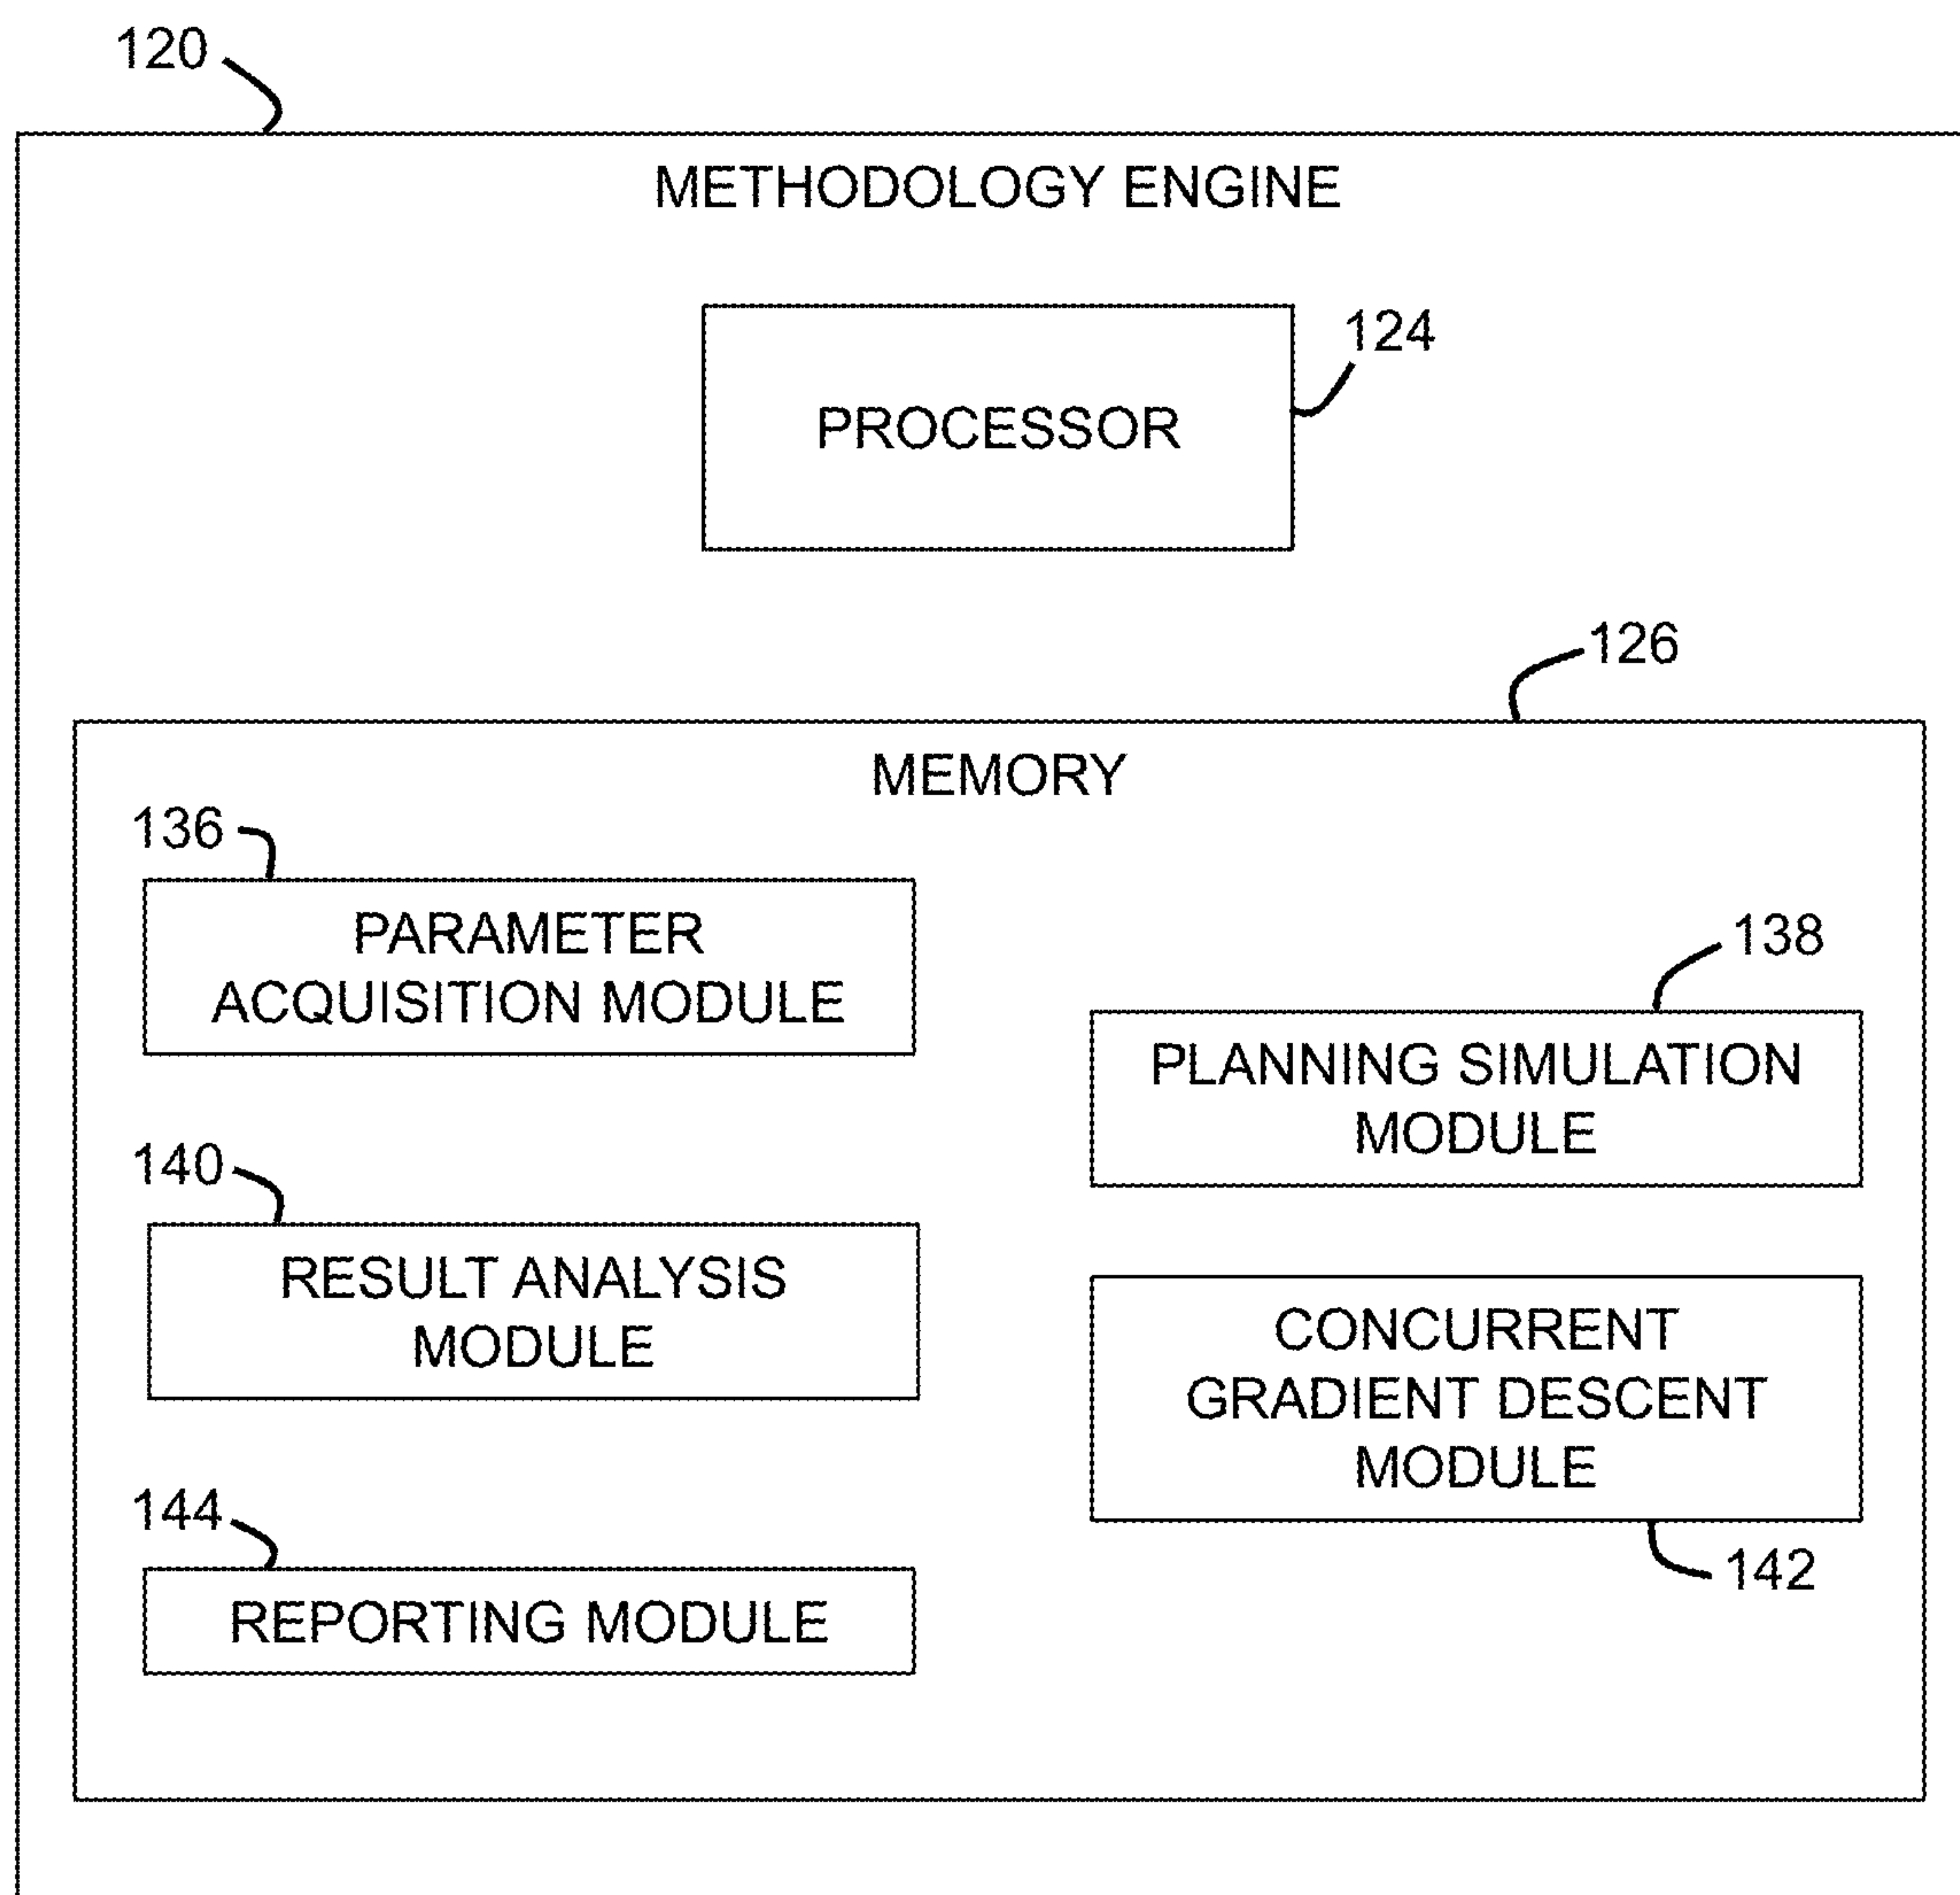 120
METHODOLOGY ENGINE
124
PROCESSOR
126
MEMORY
136
PARAMETER
ACQUISITION MODULE
138
PLANNING SIMULATION
MODULE
140
RESULT ANALYSIS
MODULE
CONCURRENT
GRADIENT DESCENT
MODULE
142
144
REPORTING MODULE